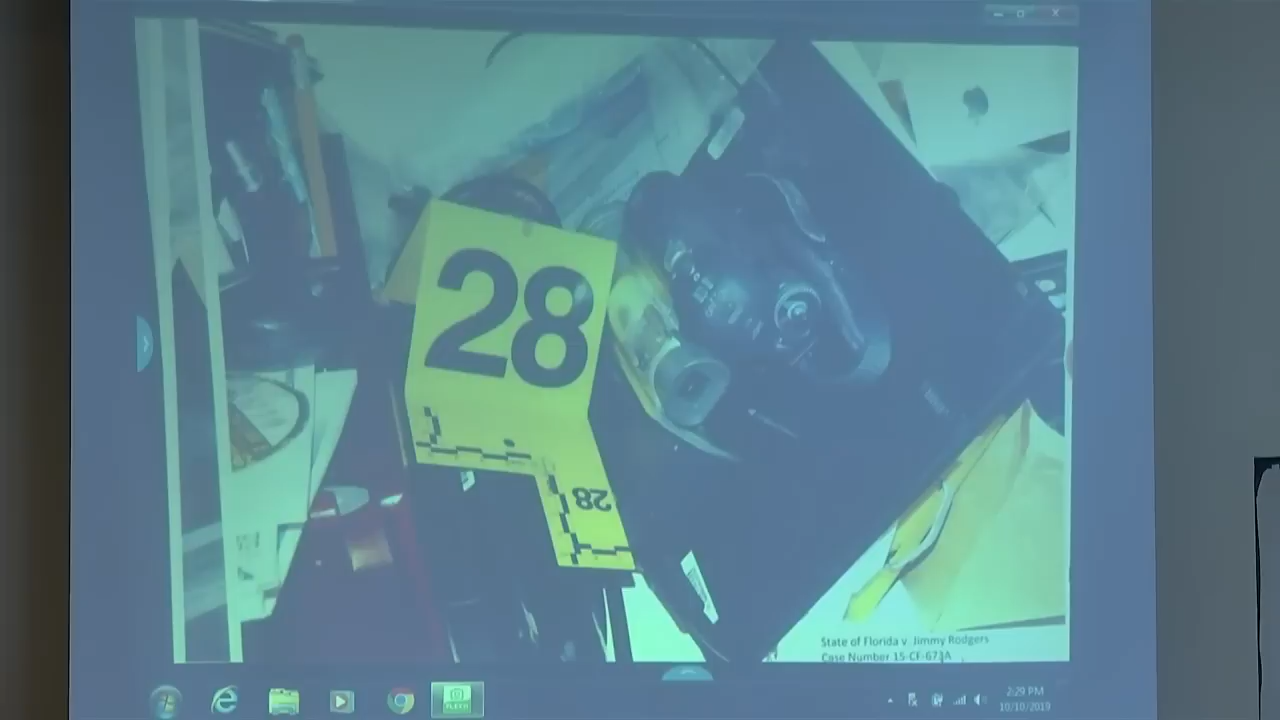 28
28
State of Florida v. Jimmy Rodgers
Case Number 15-CF-673A
2:29 PM
10/10/2019